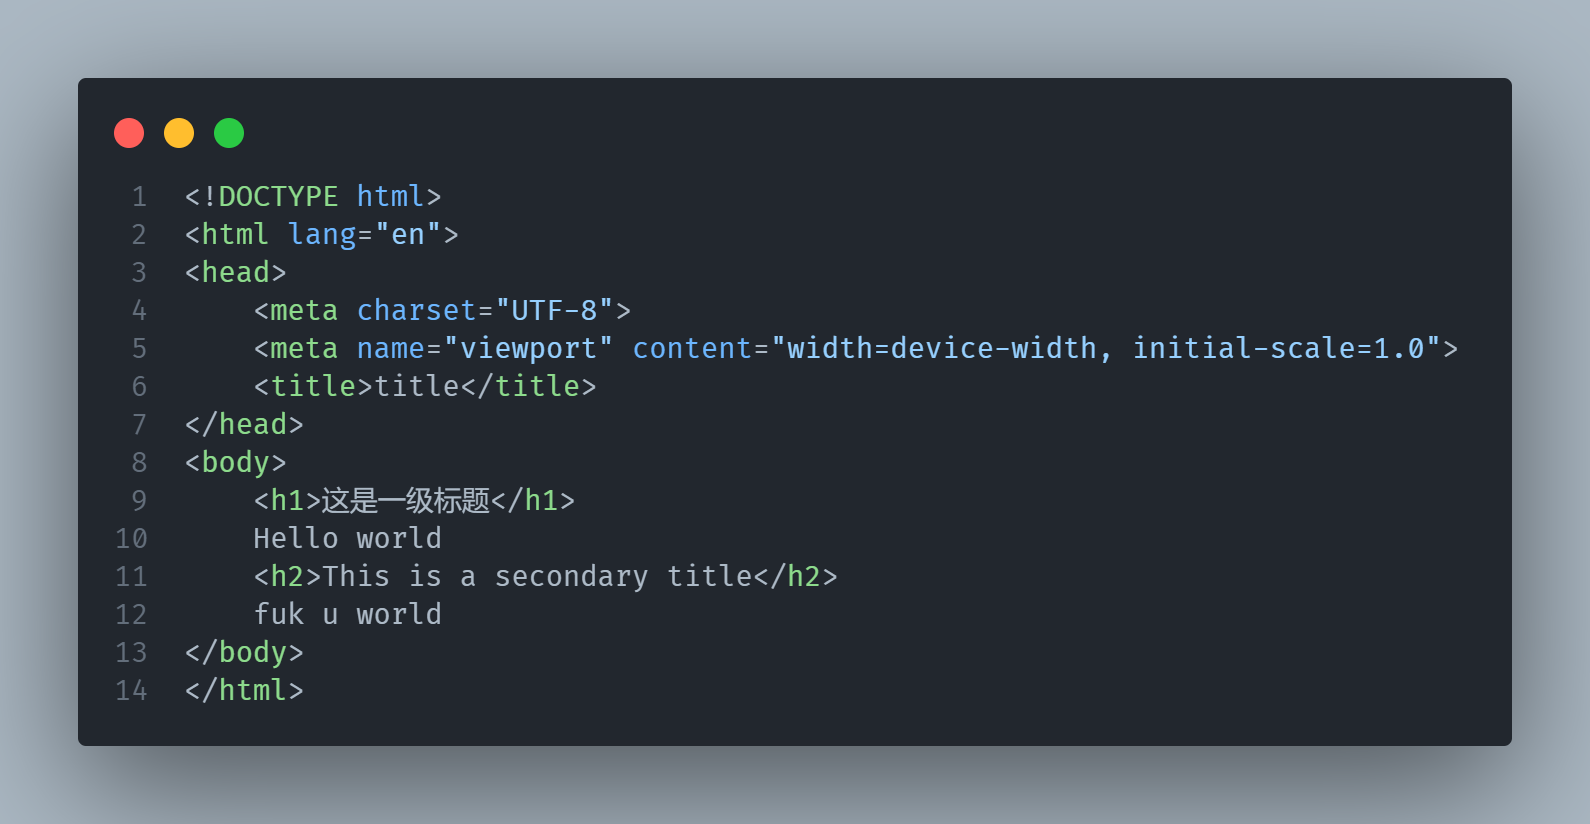 1 <!DOCTYPE html>
2 <html lang="en">
3 <head>
4     <meta charset="UTF-8">
5     <meta name="viewport" content="width=device-width, initial-scale=1.0">
6     <title>title</title>
7 </head>
8 <body>
9     <h1>这是一级标题</h1>
10     Hello world
11     <h2>This is a secondary title</h2>
12     fuk u world
13 </body>
14 </html>